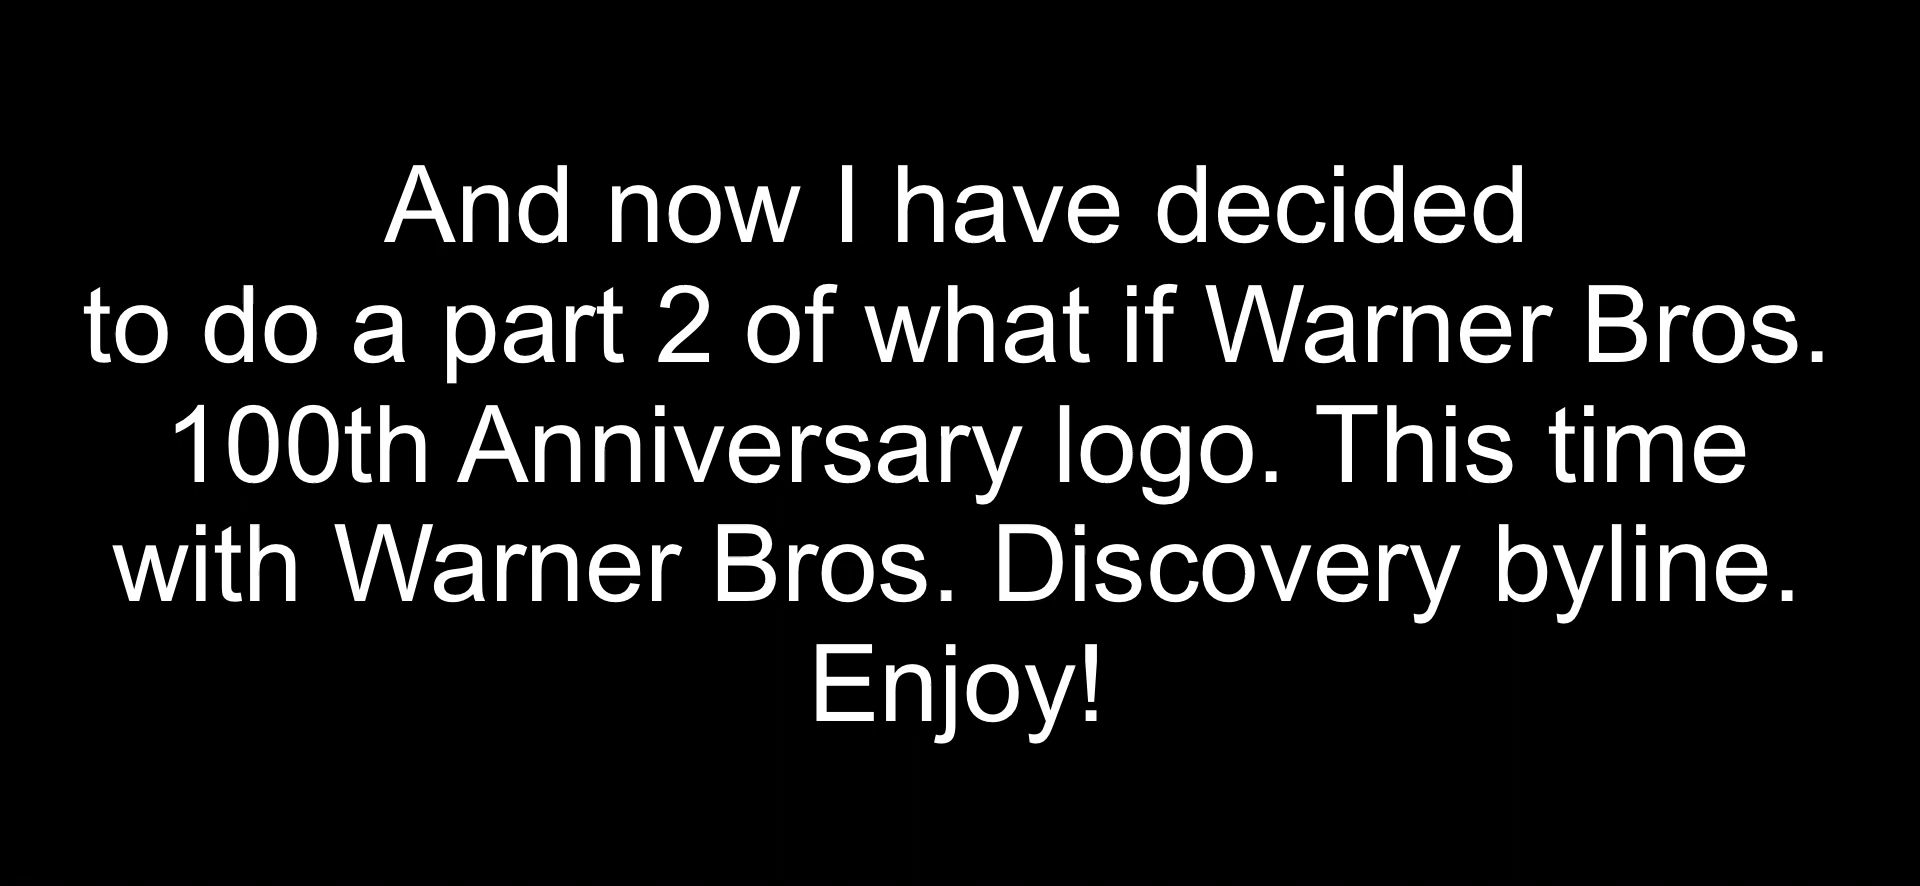 And now I have decided
to do a part 2 of what if Warner Bros.
100th Anniversary logo. This time
with Warner Bros. Discovery byline.
Enjoy!